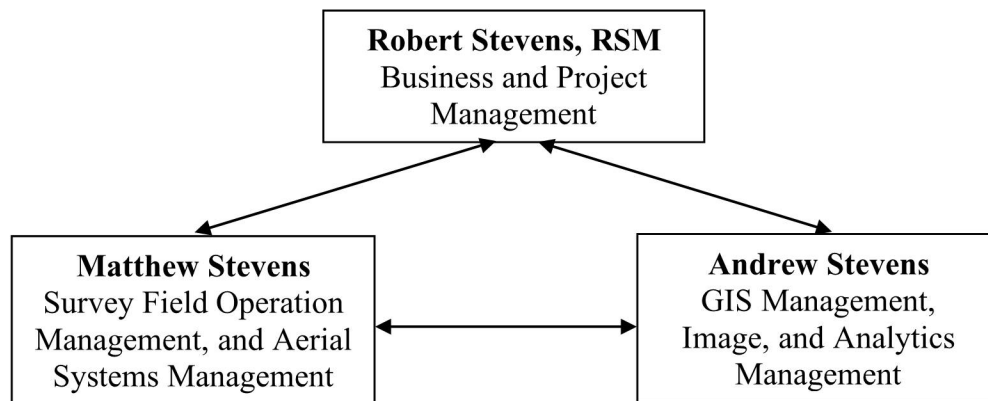 Robert Stevens, RSM
Business and Project
Management
Matthew Stevens
Survey Field Operation
Management, and Aerial
Systems Management
Andrew Stevens
GIS Management,
Image, and Analytics
Management